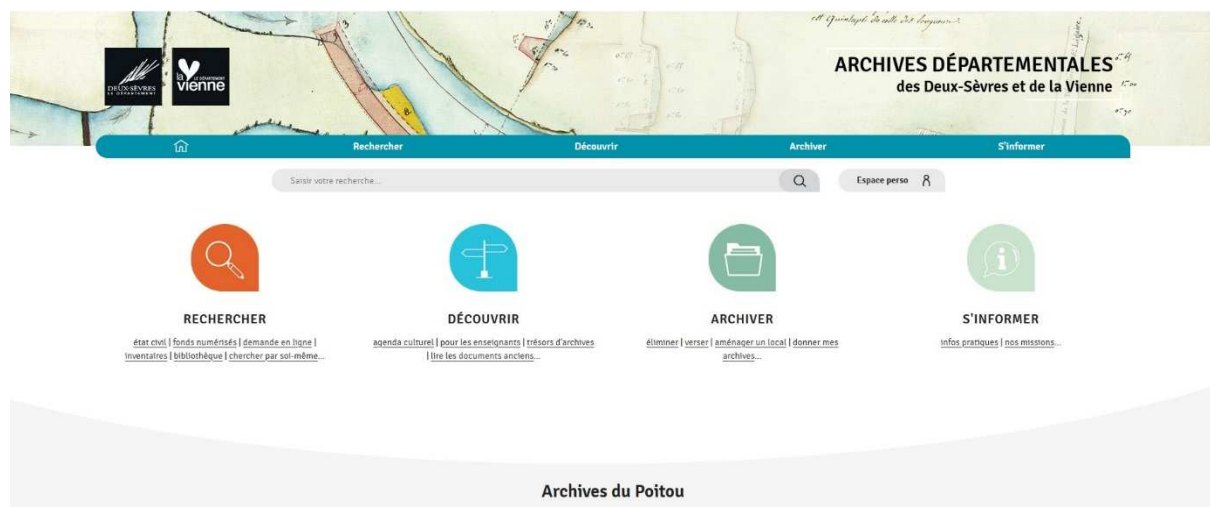 ARCHIVES DÉPARTEMENTALES
des Deux-Sèvres et de la Vienne
DEUX-SÈVRES
LE DÉPARTEMENT
la vienne
LE DÉPARTEMENT
Rechercher
Découvrir
Archiver
S'informer
Saisir votre recherche...
Espace perso
RECHERCHER
état civil | fonds numérisés | demande en ligne |
inventaires | bibliothèque | chercher par soi-même...
DÉCOUVRIR
agenda culturel | pour les enseignants | trésors d'archives
| lire les documents anciens...
ARCHIVER
éliminer | verser | aménager un local | donner mes
archives...
S'INFORMER
infos pratiques | nos missions...
Archives du Poitou